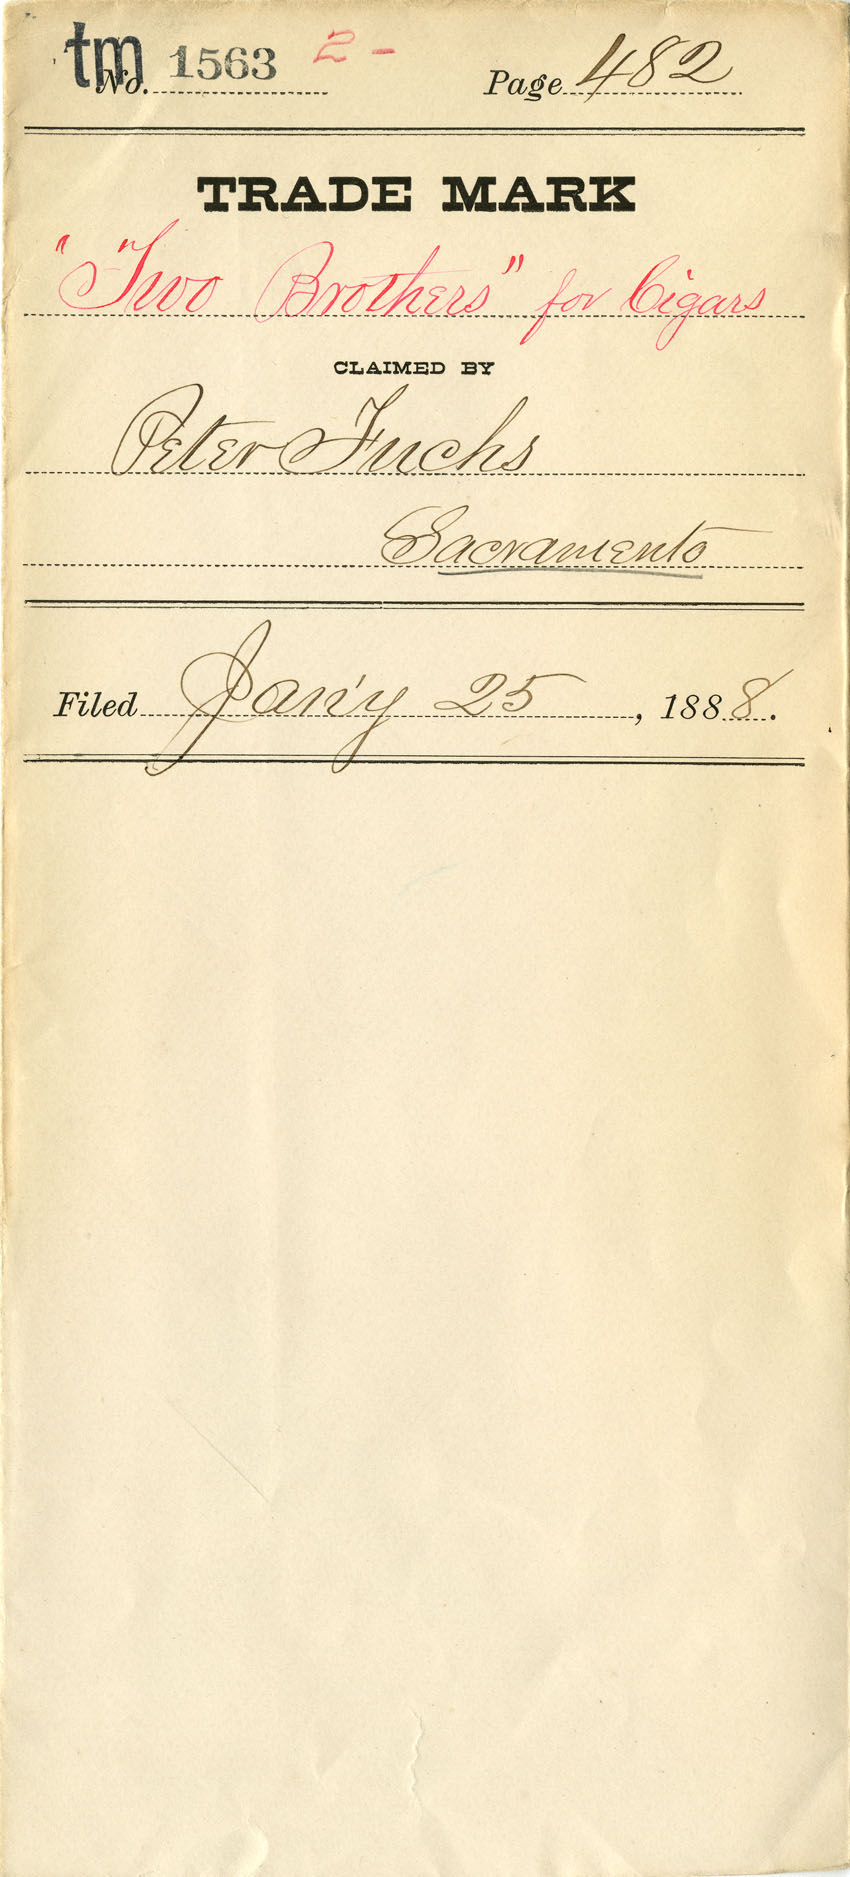 tm No. 1563 2 - Page 482
TRADE MARK
"Two Brothers" for Cigars
CLAIMED BY
Peter Fuchs
Sacramento
Filed Jan'y 25, 1888.